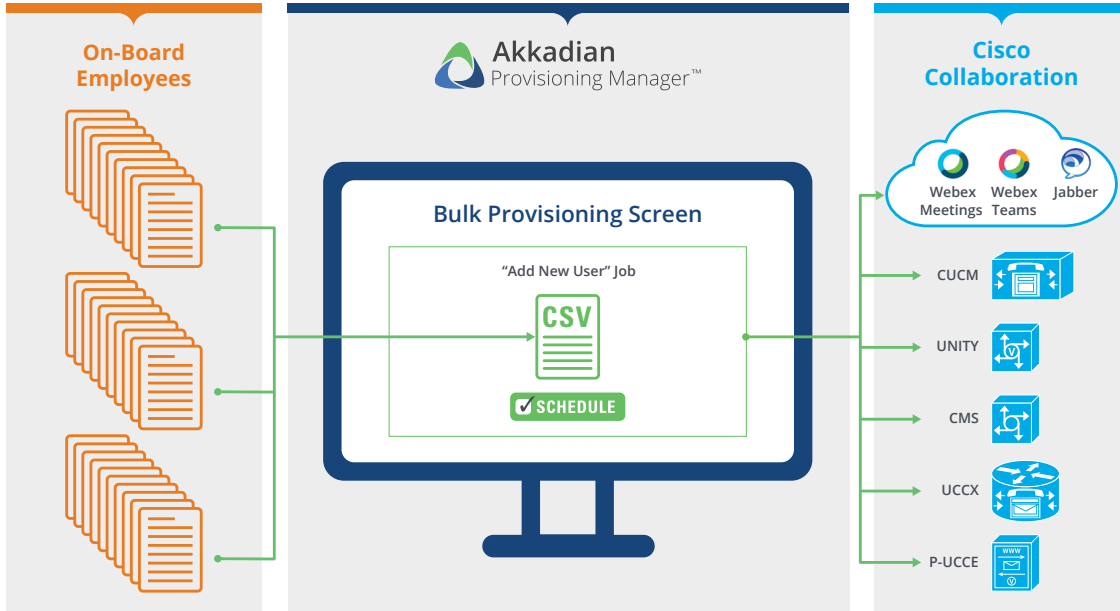 On-Board
Employees
Akkadian
Provisioning Manager™
Bulk Provisioning Screen
“Add New User” Job
CSV
SCHEDULE
Cisco
Collaboration
Webex
Meetings
Webex
Teams
Jabber
CUCM
UNITY
V
CMS
UCCX
P-UCCE
WWW
V